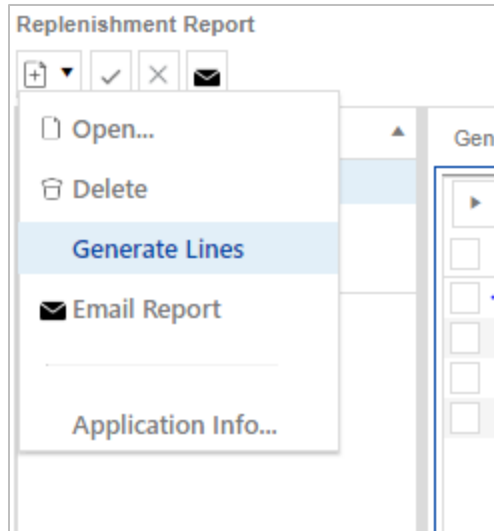 Replenishment Report
Open...
Gen
Delete
Generate Lines
Email Report
Application Info...